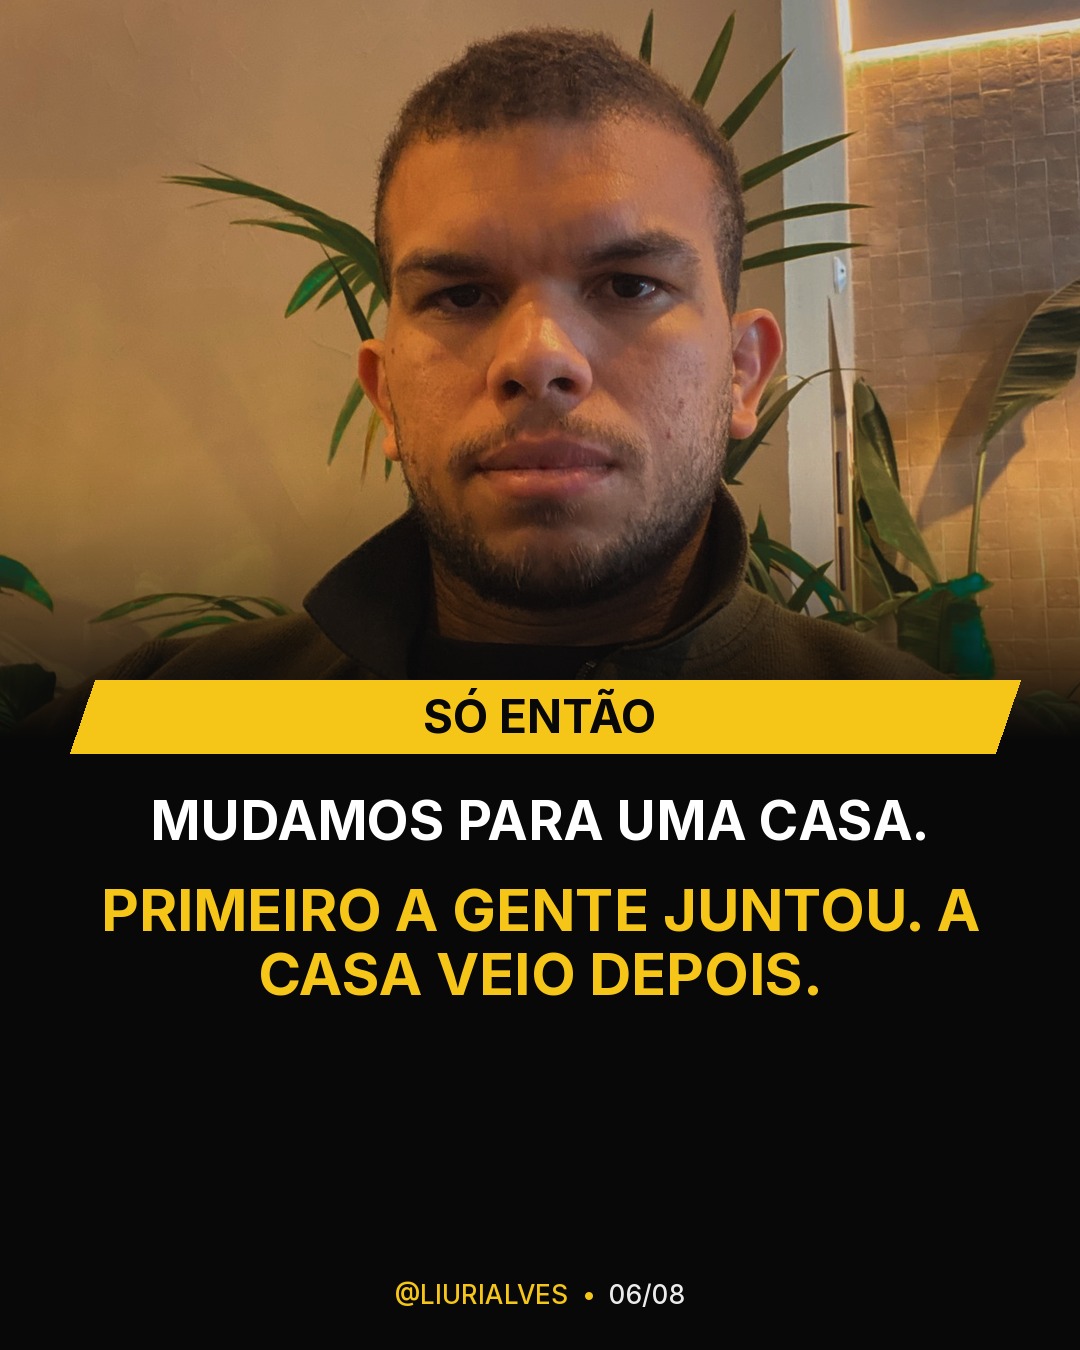 SÓ ENTÃO
MUDAMOS PARA UMA CASA.
PRIMEIRO A GENTE JUNTOU. A
CASA VEIO DEPOIS.
@LIURIALVES • 06/08